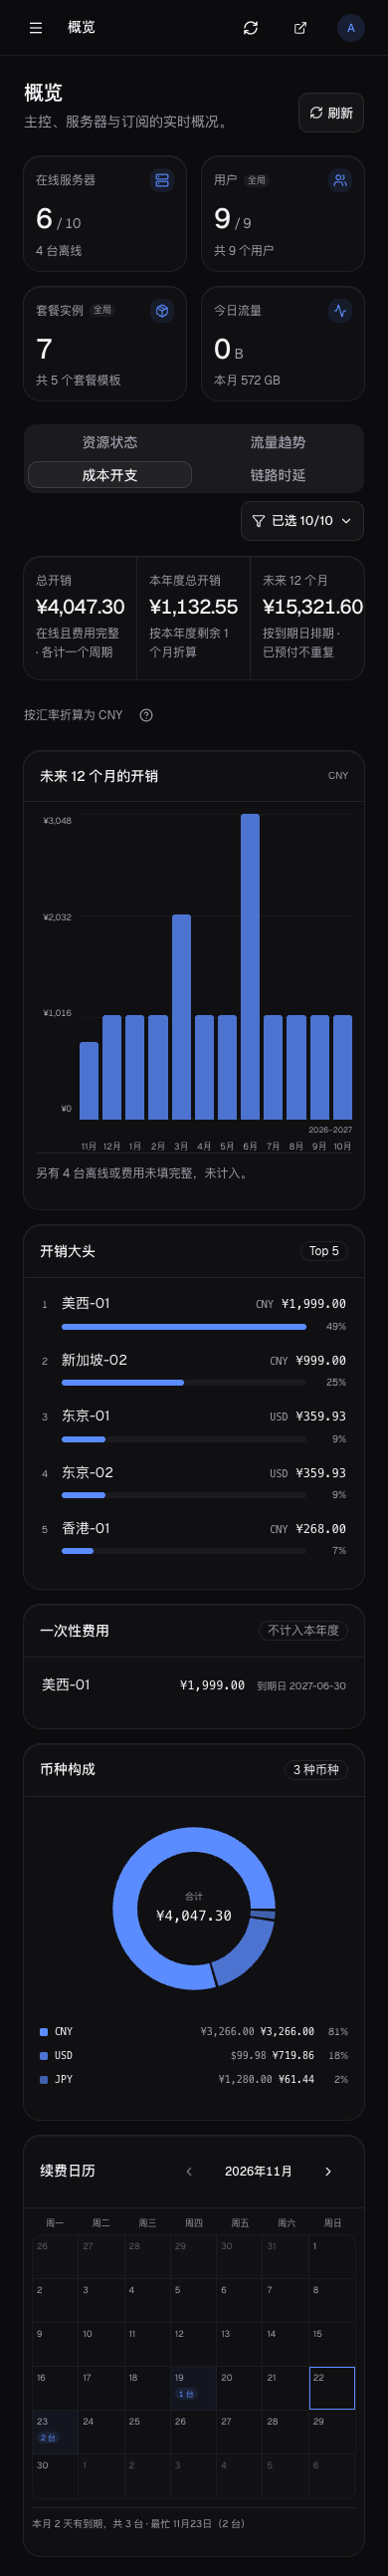 概览
A
概览
主控、服务器与订阅的实时概况。
刷新
在线服务器
6 / 10
4 台离线
用户 全局
9 / 9
共 9 个用户
套餐实例 全局
7
共 5 个套餐模板
今日流量
0 B
本月 572 GB
资源状态
流量趋势
成本开支
链路时延
已选 10/10
总开销
¥4,047.30
在线且费用完整
· 各计一个周期
本年度总开销
¥1,132.55
按本年度剩余 1
个月折算
未来 12 个月
¥15,321.60
按到期日排期 ·
已预付不重复
按汇率折算为 CNY
未来 12 个月的开销
CNY
¥3,048
¥2,032
¥1,016
¥0
2026–2027
11月 12月 1月 2月 3月 4月 5月 6月 7月 8月 9月 10月
另有 4 台离线或费用未填完整，未计入。
开销大头
Top 5
1 美西-01 CNY ¥1,999.00
49%
2 新加坡-02 CNY ¥999.00
25%
3 东京-01 USD ¥359.93
9%
4 东京-02 USD ¥359.93
9%
5 香港-01 CNY ¥268.00
7%
一次性费用
不计入本年度
美西-01 ¥1,999.00 到期日 2027-06-30
币种构成
3 种币种
合计
¥4,047.30
CNY ¥3,266.00 ¥3,266.00 81%
USD $99.98 ¥719.86 18%
JPY ¥1,280.00 ¥61.44 2%
续费日历
2026年11月
周一 周二 周三 周四 周五 周六 周日
26 27 28 29 30 31 1
2 3 4 5 6 7 8
9 10 11 12 13 14 15
16 17 18 19 20 21 22
1 台
23 24 25 26 27 28 29
2 台
30 1 2 3 4 5 6
本月 2 天有到期，共 3 台 · 最忙 11月23日（2 台）